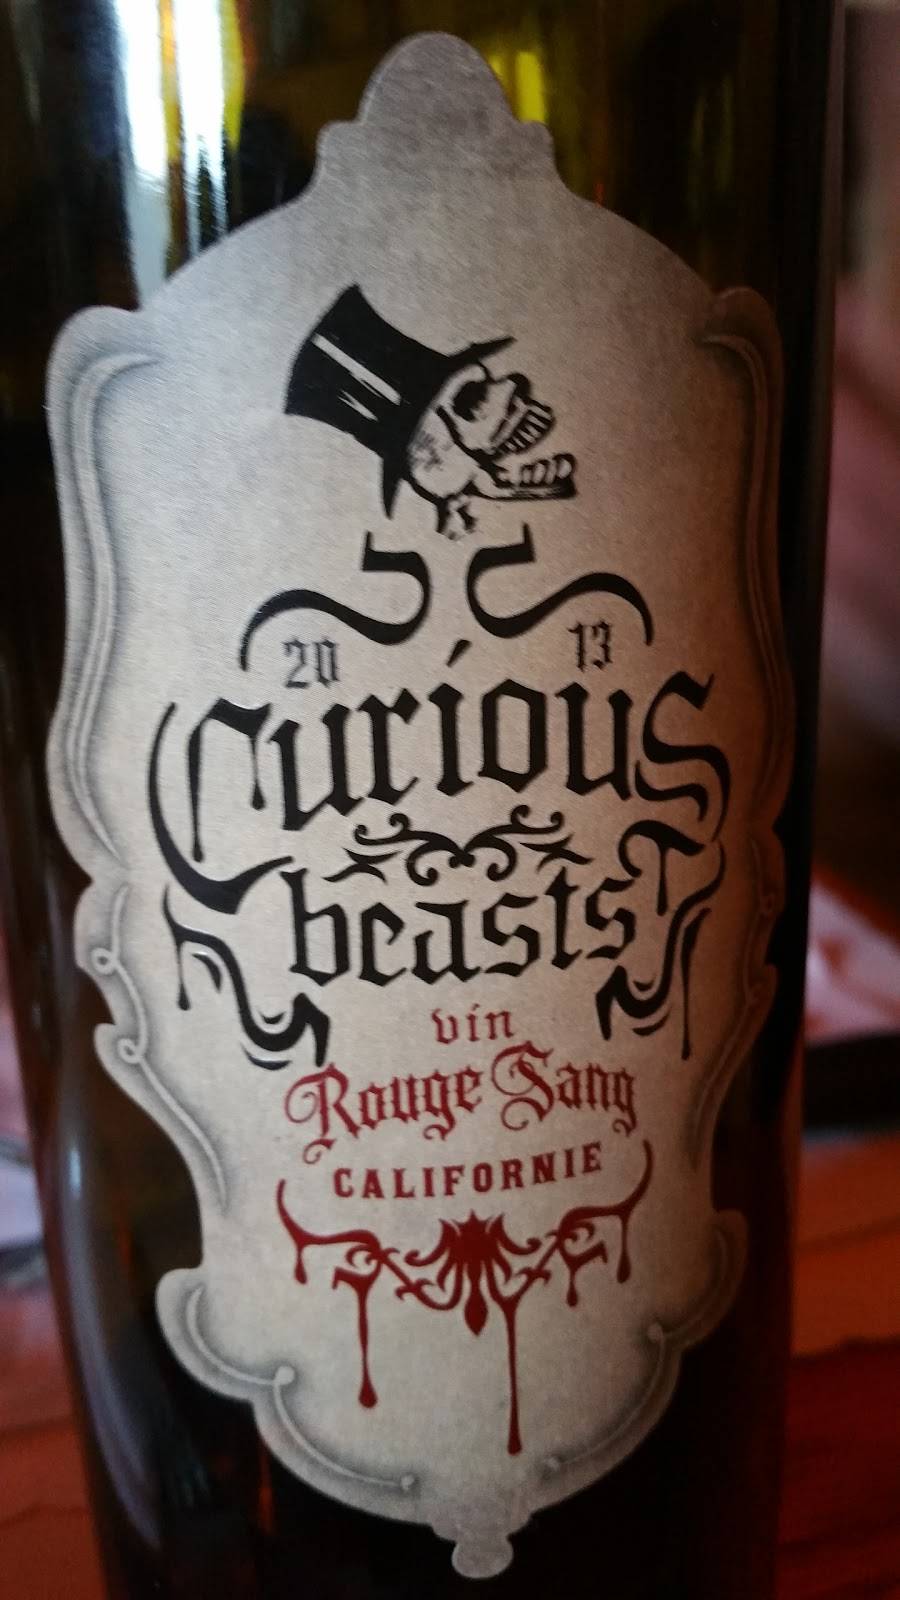 20 13
Curious
beasts
vin
Rouge Sang
CALIFORNIE